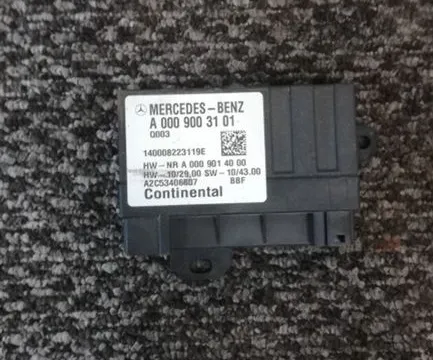 MERCEDES-BENZ
A 000 900 31 01
Q003
140008223119E
HW-NR A 000 901 40 00
HW-10/29.00 SW-10/43.00
A2C53406607 BBF
Continental